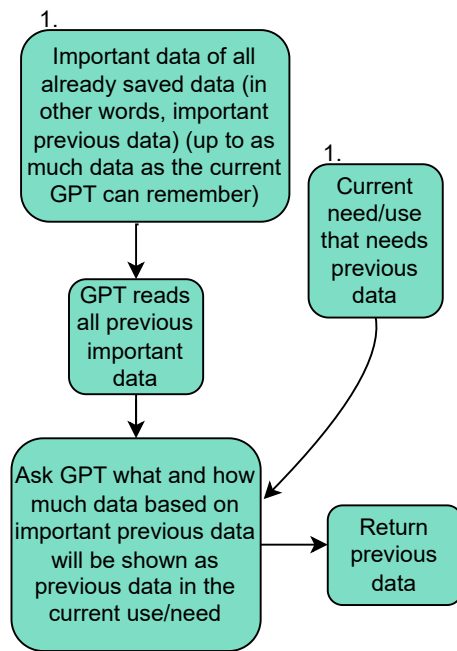 1.
Important data of all
already saved data (in
other words, important
previous data) (up to as
much data as the current
GPT can remember)
1.
Current
need/use
that needs
previous
data
GPT reads
all previous
important
data
Ask GPT what and how
much data based on
important previous data
will be shown as
previous data in the
current use/need
Return
previous
data